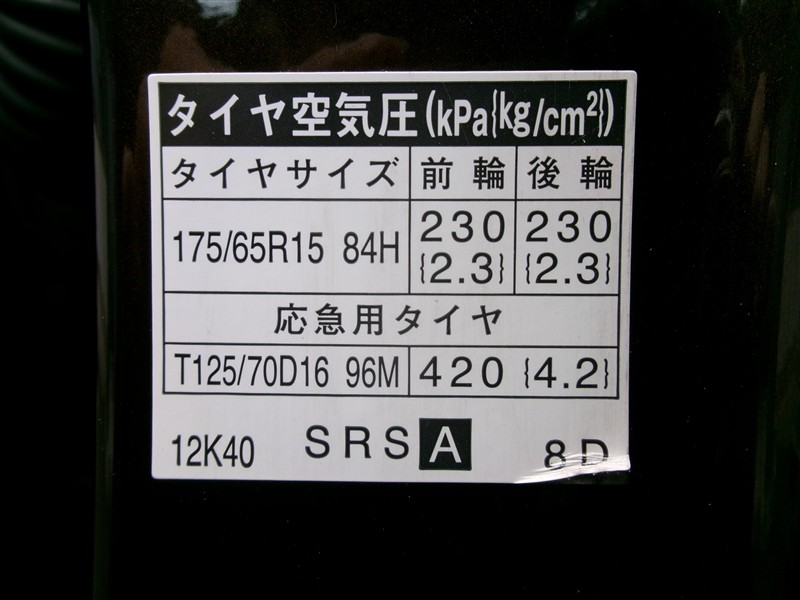 タイヤ空気圧(kPa{kg/cm²})
タイヤサイズ 前輪 後輪
175/65R15 84H 230 {2.3} 230 {2.3}
応急用タイヤ
T125/70D16 96M 420 {4.2}
12K40 SRS A 8D